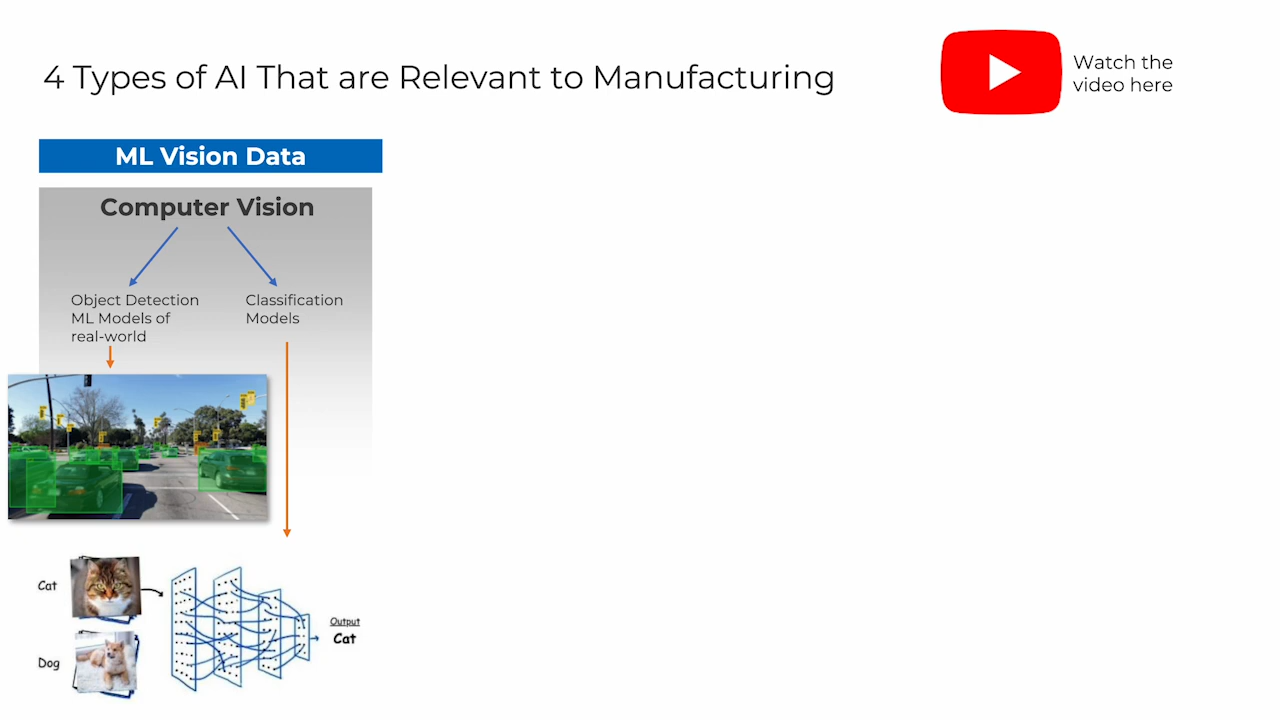 4 Types of AI That are Relevant to Manufacturing
Watch the
video here
ML Vision Data
Computer Vision
Object Detection
ML Models of
real-world
Classification
Models
Cat
Dog
Output
Cat